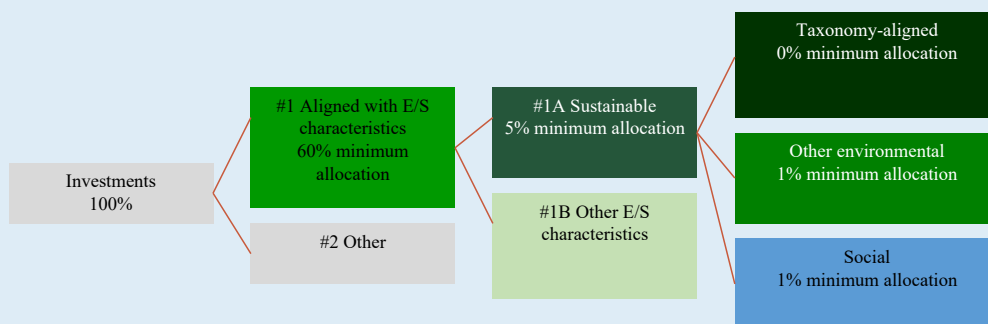 Investments
100%
#1 Aligned with E/S
characteristics
60% minimum
allocation
#2 Other
#1A Sustainable
5% minimum allocation
#1B Other E/S
characteristics
Taxonomy-aligned
0% minimum allocation
Other environmental
1% minimum allocation
Social
1% minimum allocation